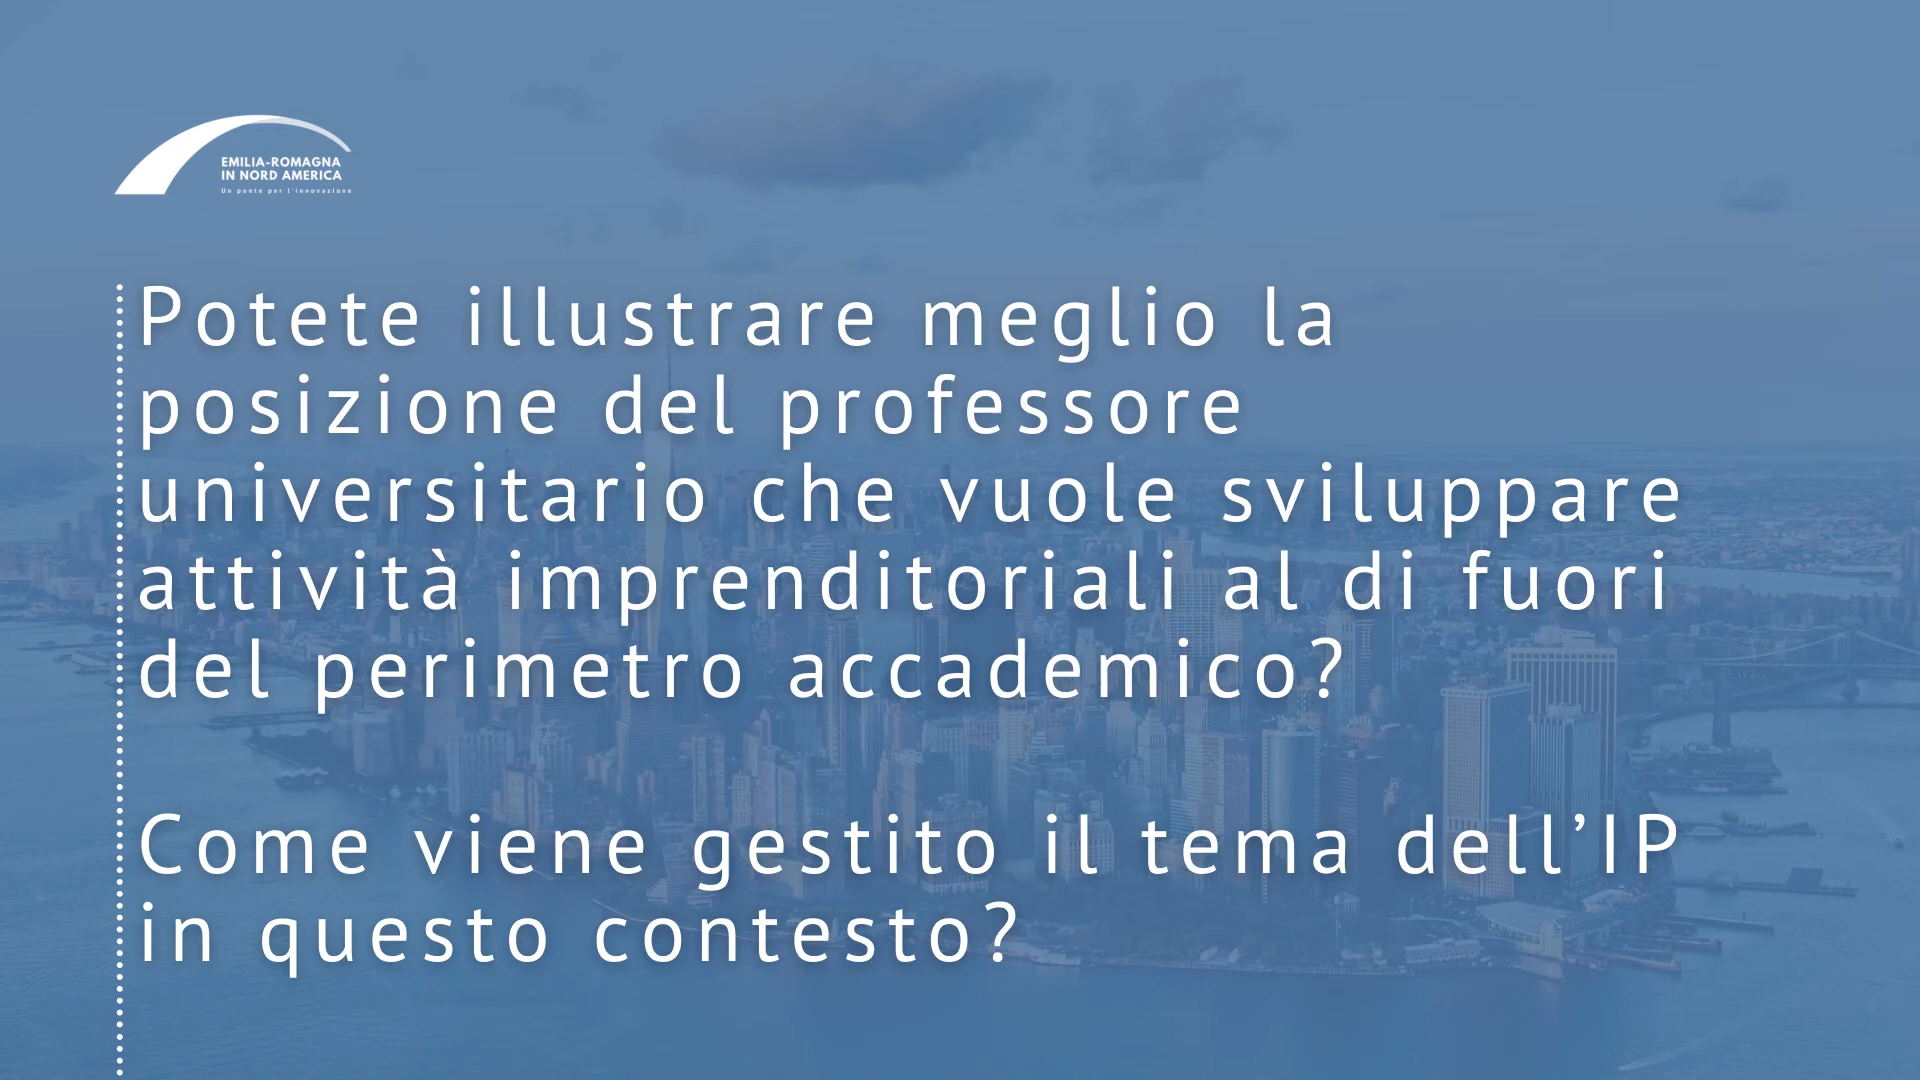 EMILIA-ROMAGNA
IN NORD AMERICA
Un ponte per l'innovazione
Potete illustrare meglio la
posizione del professore
universitario che vuole sviluppare
attività imprenditoriali al di fuori
del perimetro accademico?
Come viene gestito il tema dell’IP
in questo contesto?